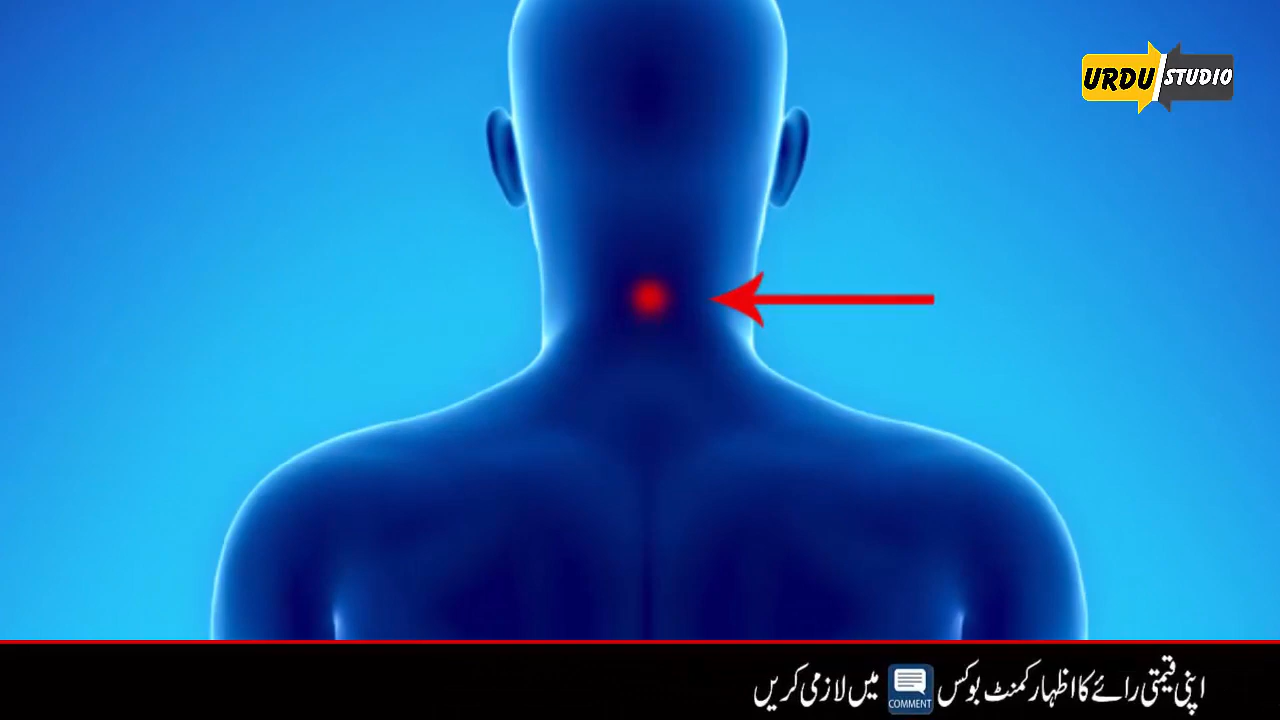 URDU STUDIO
اپنی قیمتی رائے کا اظہار کمنٹ بوکس COMMENT میں لازمی کریں